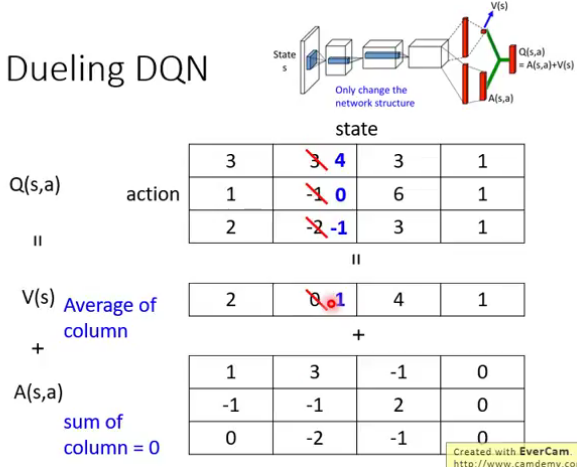 V(s)
State
s
Q(s,a)
= A(s,a)+V(s)
Dueling DQN
Only change the
network structure
A(s,a)
state
3 3 4 3 1
Q(s,a) action 1 -1 0 6 1
2 -2 -1 3 1
=
=
V(s) Average of column 2 0 1 4 1
+
+
A(s,a) 1 3 -1 0
-1 -1 2 0
sum of
column = 0 0 -2 -1 0
Created with EverCam.
http://www.camdemy.com